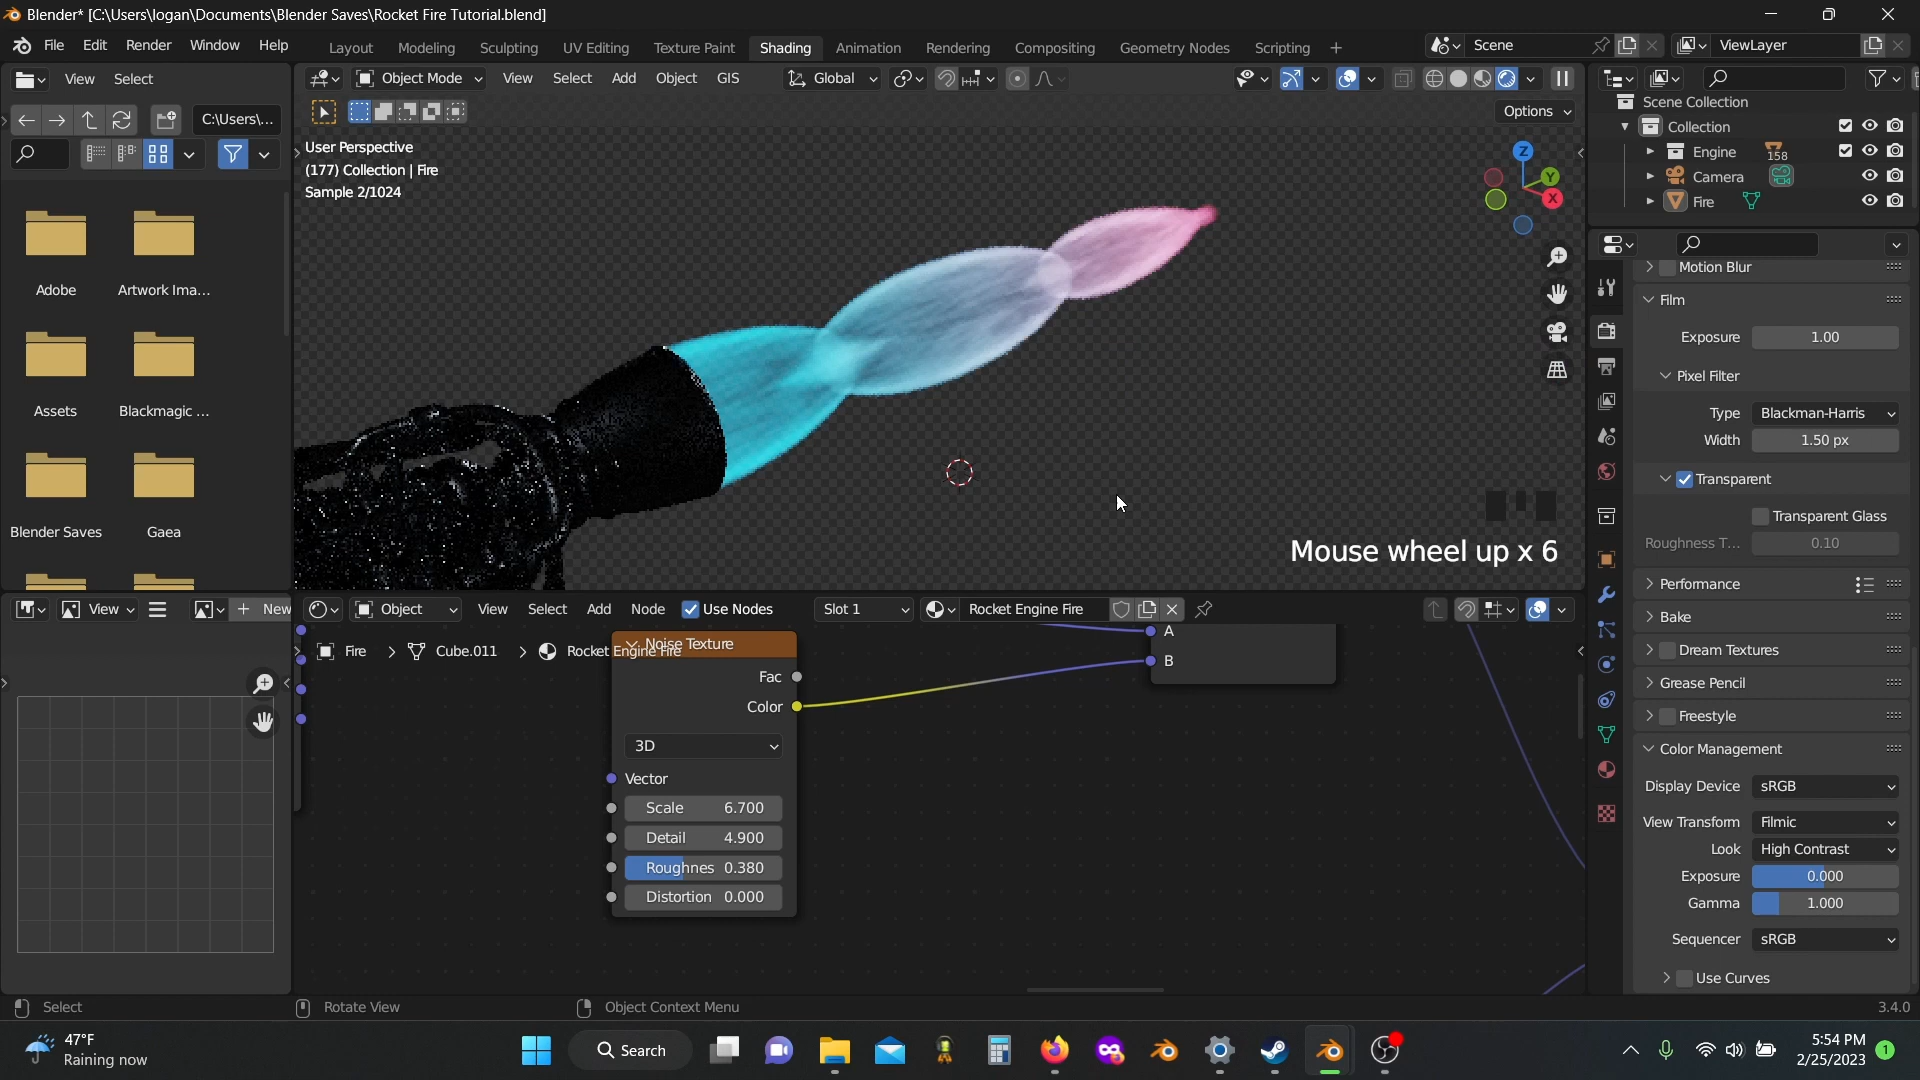 Blender* [C:\Users\logan\Documents\Blender Saves\Rocket Fire Tutorial.blend]
File Edit Render Window Help Layout Modeling Sculpting UV Editing Texture Paint Shading Animation Rendering Compositing Geometry Nodes Scripting + Scene ViewLayer
View Select
Object Mode View Select Add Object GIS Global
C:\Users\...
Options
User Perspective
(177) Collection | Fire
Sample 2/1024
Z
Y
X
Adobe Artwork Ima...
Assets Blackmagic ...
Blender Saves Gaea
Mouse wheel up x 6
Scene Collection
Collection
Engine 158
Camera
Fire
Motion Blur
Film
Exposure 1.00
Pixel Filter
Type Blackman-Harris
Width 1.50 px
Transparent
Transparent Glass
Roughness T... 0.10
Performance
Bake
Dream Textures
Grease Pencil
Freestyle
Color Management
Display Device sRGB
View Transform Filmic
Look High Contrast
Exposure 0.000
Gamma 1.000
Sequencer sRGB
Use Curves
View + New
Object View Select Add Node Use Nodes Slot 1 Rocket Engine Fire
Fire > Cube.011 > Rocket Engine Fire
Noise Texture
Fac
Color
3D
Vector
Scale 6.700
Detail 4.900
Roughnes 0.380
Distortion 0.000
A
B
Select Rotate View Object Context Menu 3.4.0
47°F
Raining now
Search
5:54 PM
2/25/2023
1